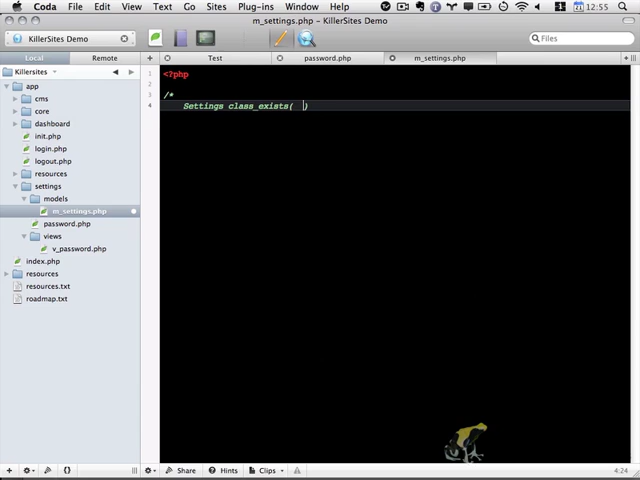 Coda File Edit View Text Sites Plug-ins Window Help 12:55
m_settings.php - KillerSites Demo
KillerSites Demo
Files
Local Remote
Test password.php m_settings.php
Killersites
app
cms
core
dashboard
init.php
login.php
logout.php
resources
settings
models
m_settings.php
password.php
views
v_password.php
index.php
resources
resources.txt
roadmap.txt
1 <?php
2
3 /*
4 Settings class_exists( )
Share Hints Clips 4:24